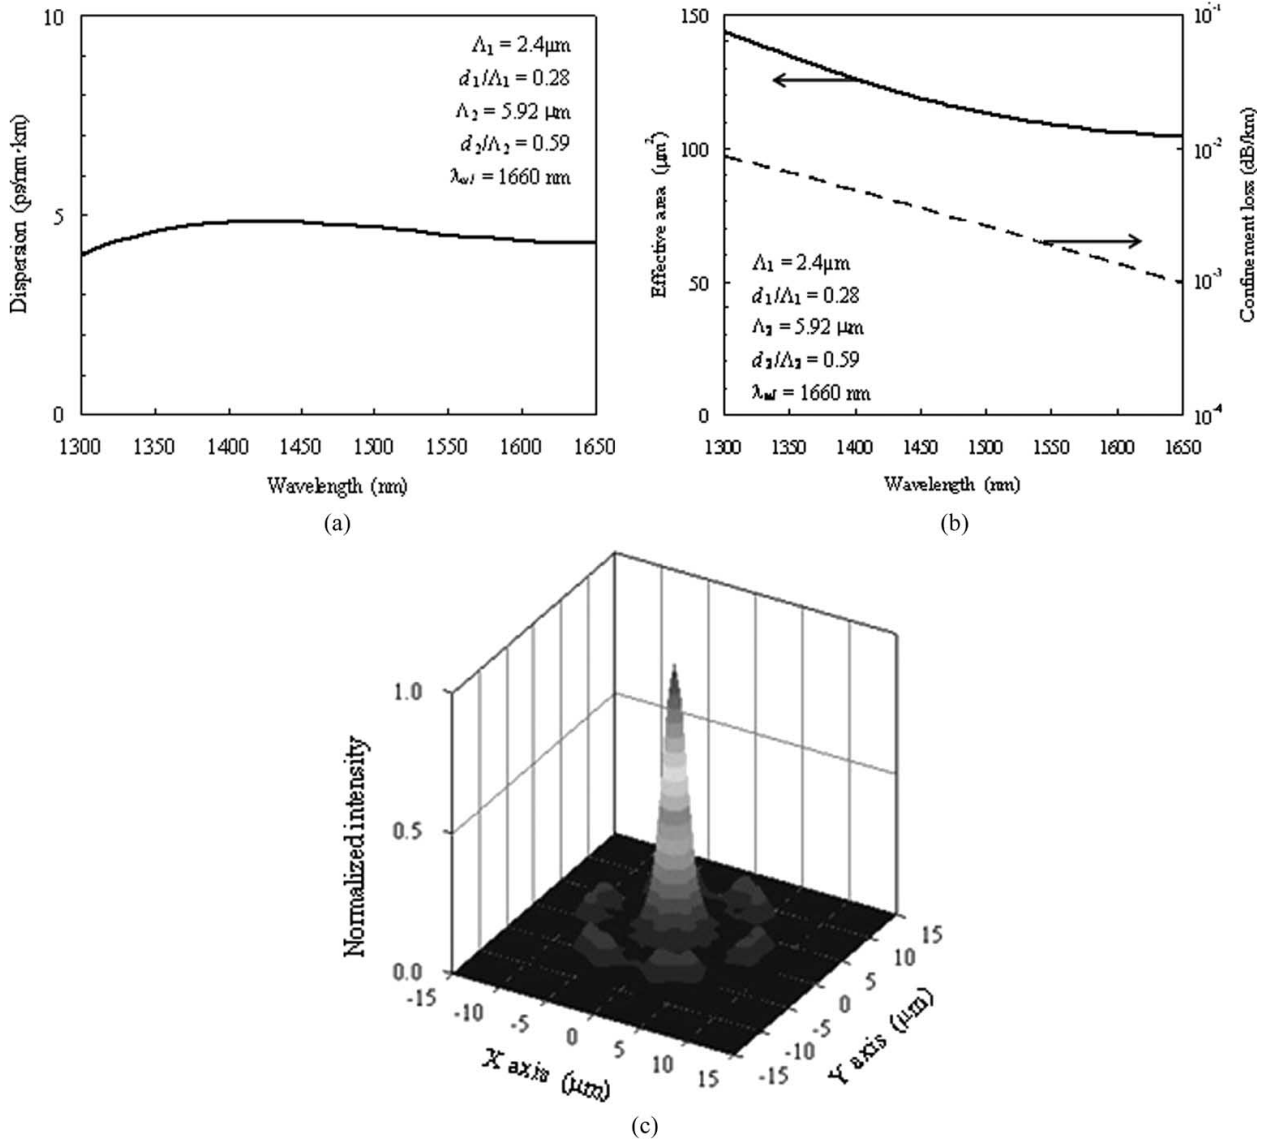 10
5
0
Dispersion (ps/nm·km)
Λ1 = 2.4μm
d1/Λ1 = 0.28
Λ2 = 5.92 μm
d2/Λ2 = 0.59
= 1660 nm
1300 1350 1400 1450 1500 1550 1600 1650
Wavelength (nm)
(a)
150
100
50
0
Effective area (μm²)
Λ1 = 2.4μm
d1/Λ1 = 0.28
Λ2 = 5.92 μm
d2/Λ2 = 0.59
= 1660 nm
10⁻¹
10⁻²
10⁻³
10⁻⁴
Confinement loss (dB/km)
1300 1350 1400 1450 1500 1550 1600 1650
Wavelength (nm)
(b)
1.0
0.5
0.0
Normalized intensity
-15 -10 -5 0 5 10 15
X axis (μm)
-15 -10 -5 0 5 10 15
Y axis (μm)
(c)